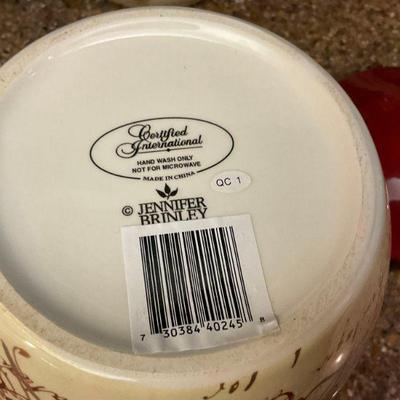 Certified
International
HAND WASH ONLY
NOT FOR MICROWAVE
MADE IN CHINA
QC 1
© JENNIFER
BRINLEY
7 30384 40245 8